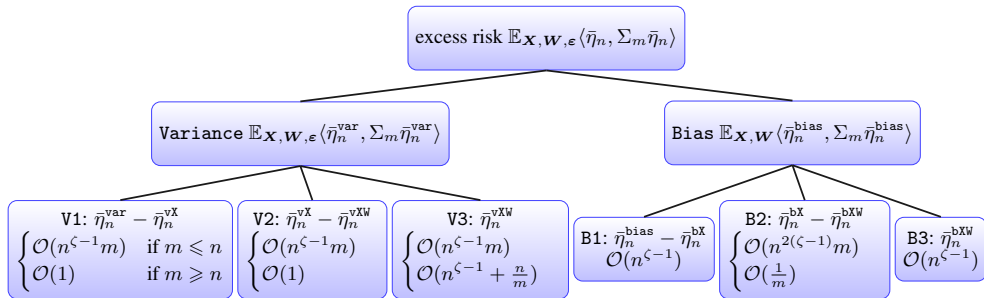 excess risk 𝔼_{X,W,ε}⟨η̄_n, Σ_m η̄_n⟩
Variance 𝔼_{X,W,ε}⟨η̄_n^{var}, Σ_m η̄_n^{var}⟩
Bias 𝔼_{X,W}⟨η̄_n^{bias}, Σ_m η̄_n^{bias}⟩
V1: η̄_n^{var} − η̄_n^{vX}
{ 𝒪(n^{ζ−1}m) if m ⩽ n
𝒪(1) if m ⩾ n
V2: η̄_n^{vX} − η̄_n^{vXW}
{ 𝒪(n^{ζ−1}m)
𝒪(1)
V3: η̄_n^{vXW}
{ 𝒪(n^{ζ−1}m)
𝒪(n^{ζ−1} + n/m)
B1: η̄_n^{bias} − η̄_n^{bX}
𝒪(n^{ζ−1})
B2: η̄_n^{bX} − η̄_n^{bXW}
{ 𝒪(n^{2(ζ−1)}m)
𝒪(1/m)
B3: η̄_n^{bXW}
𝒪(n^{ζ−1})